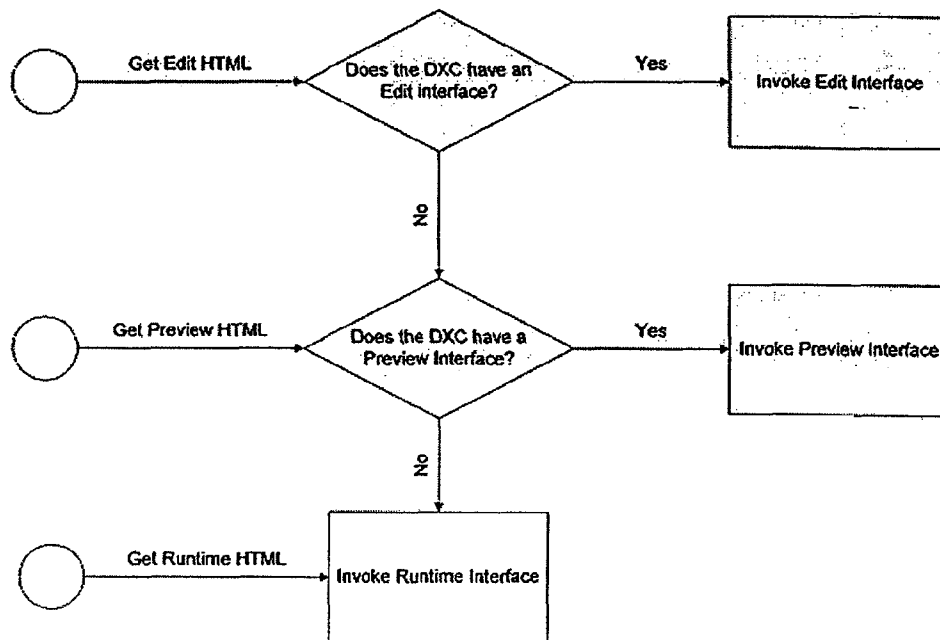 Get Edit HTML
Does the DXC have an
Edit interface?
Yes
Invoke Edit Interface
No
Get Preview HTML
Does the DXC have a
Preview Interface?
Yes
Invoke Preview Interface
No
Get Runtime HTML
Invoke Runtime Interface